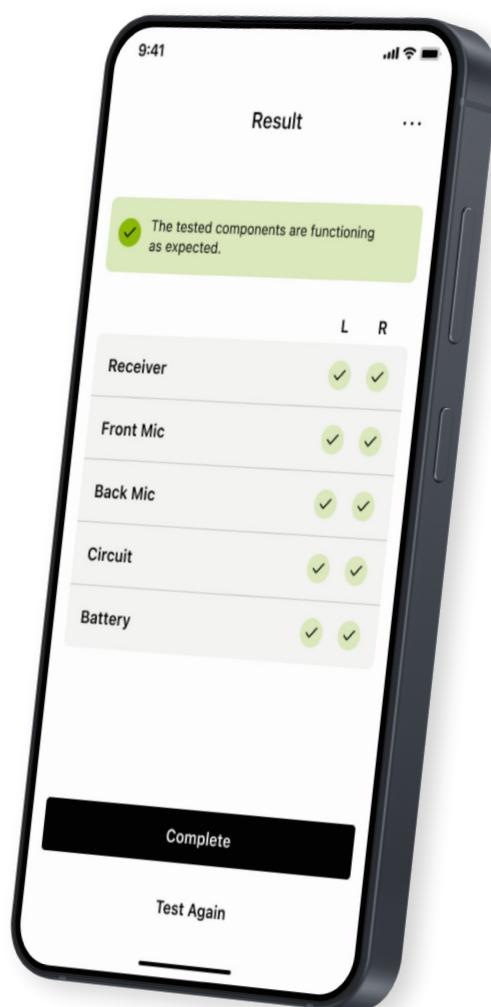 9:41
Result
...
The tested components are functioning
as expected.
L R
Receiver
Front Mic
Back Mic
Circuit
Battery
Complete
Test Again